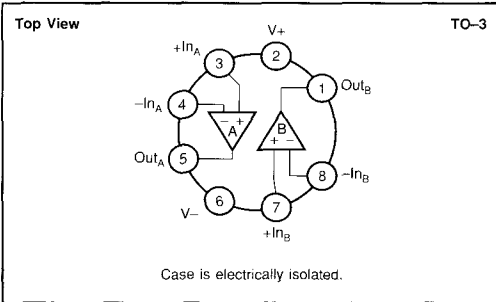 Top View
TO–3
V+
+InA
3
2
1
OutB
–InA
4
– +
A
B
+ –
OutA
5
8
–InB
6
7
V–
+InB
Case is electrically isolated.